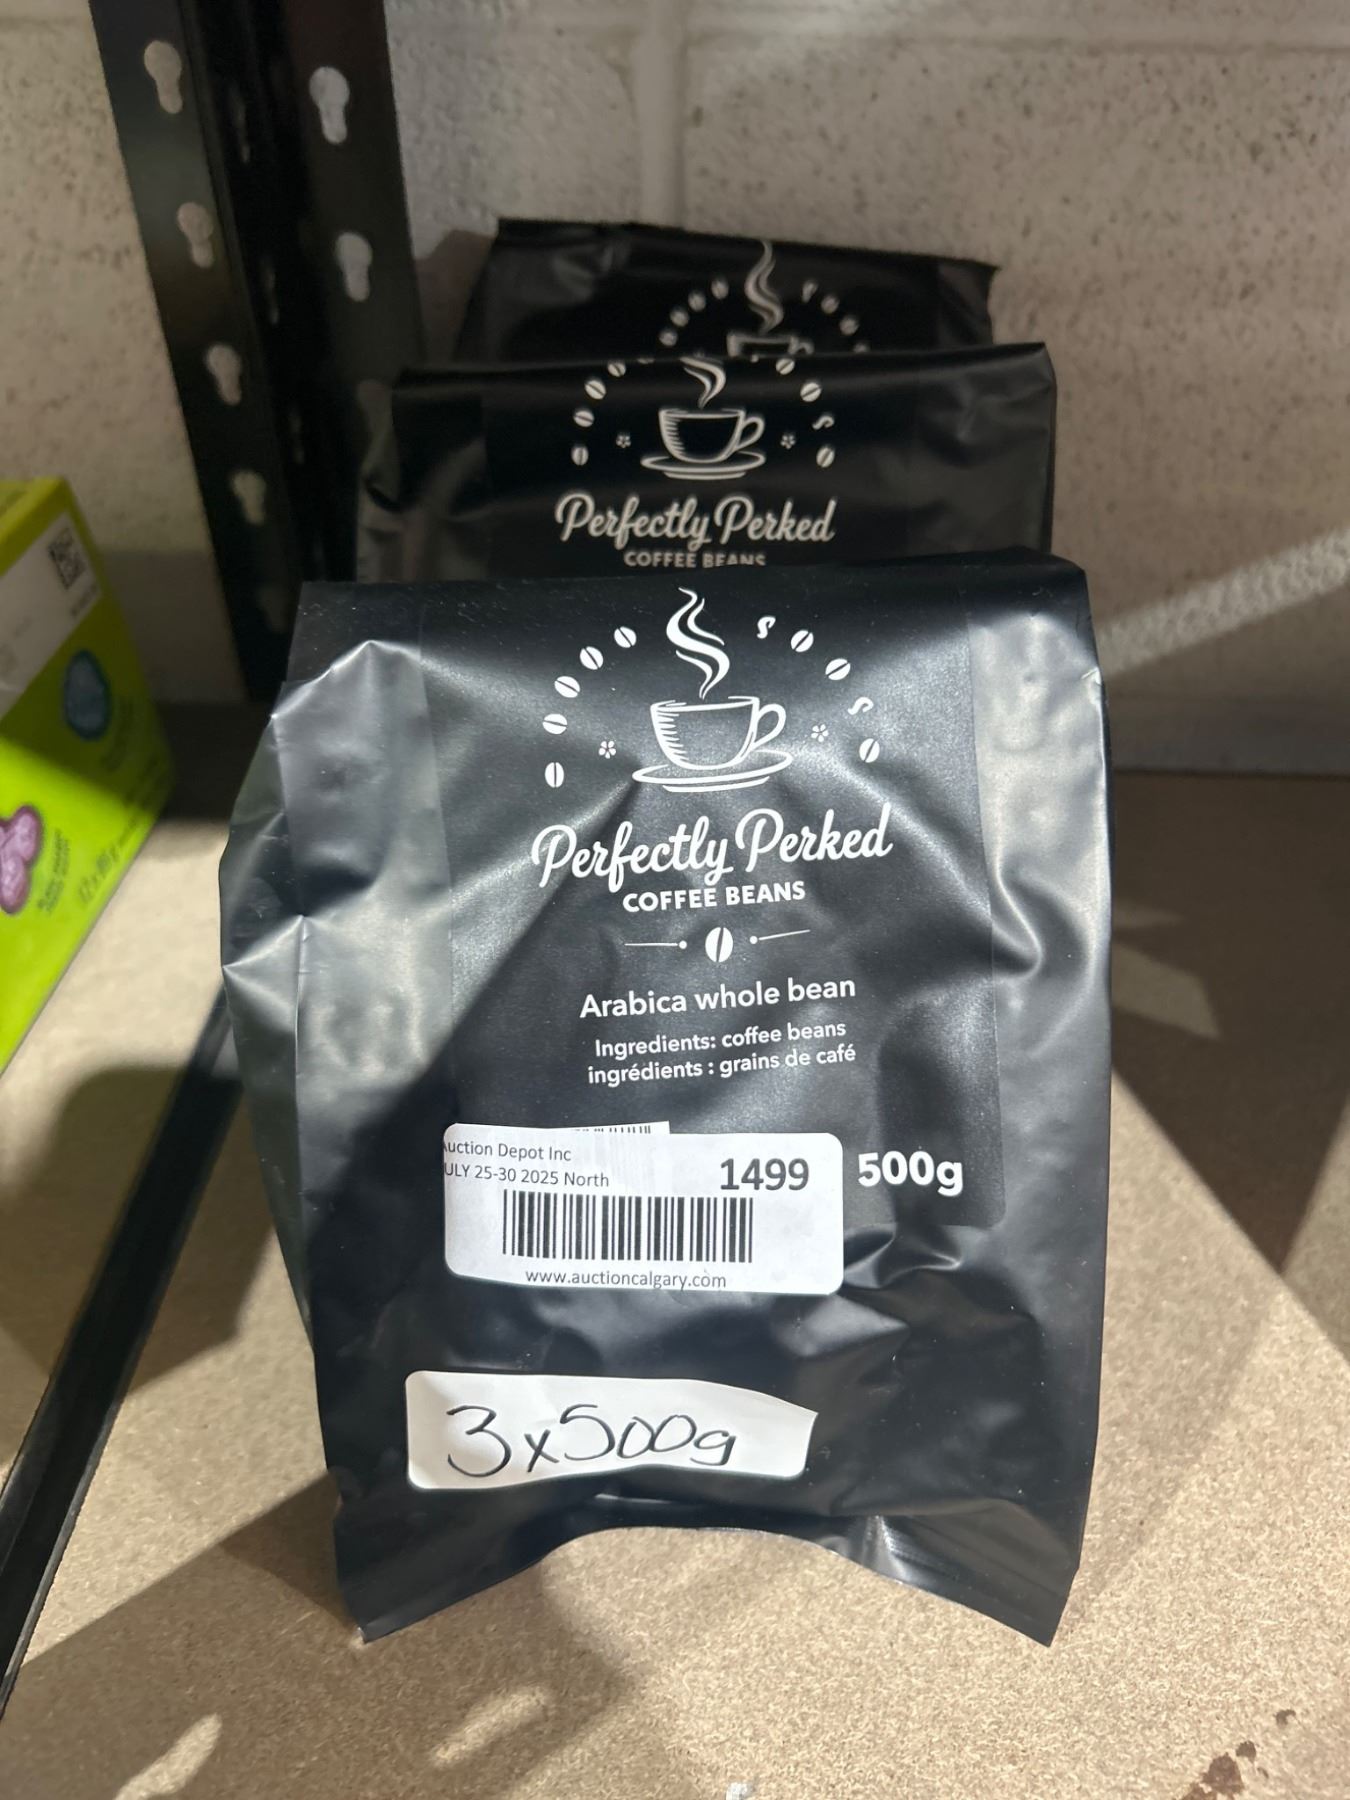 Perfectly Perked
COFFEE BEANS
Perfectly Perked
COFFEE BEANS
Arabica whole bean
Ingredients: coffee beans
ingrédients : grains de café
uction Depot Inc
ULY 25-30 2025 North
1499
500g
www.auctioncalgary.com
3x500g